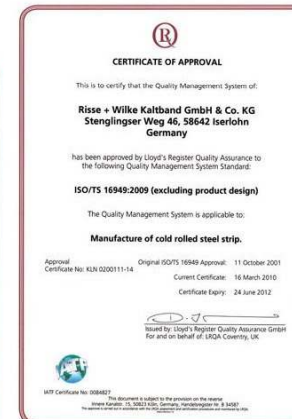 CERTIFICATE OF APPROVAL
This is to certify that the Quality Management System of:
Risse + Wilke Kaltband GmbH & Co. KG
Stenglingser Weg 46, 58642 Iserlohn
Germany
has been approved by Lloyd's Register Quality Assurance to
the following Quality Management System Standard:
ISO/TS 16949:2009 (excluding product design)
The Quality Management System is applicable to:
Manufacture of cold rolled steel strip.
Approval
Certificate No: KLN 0200111-14
Original ISO/TS 16949 Approval: 11 October 2001
Current Certificate: 16 March 2010
Certificate Expiry: 24 June 2012
Issued by: Lloyd's Register Quality Assurance GmbH
For and on behalf of: LRQA Coventry, UK
IATF Certificate No: 0084827
This document is subject to the provision on the reverse